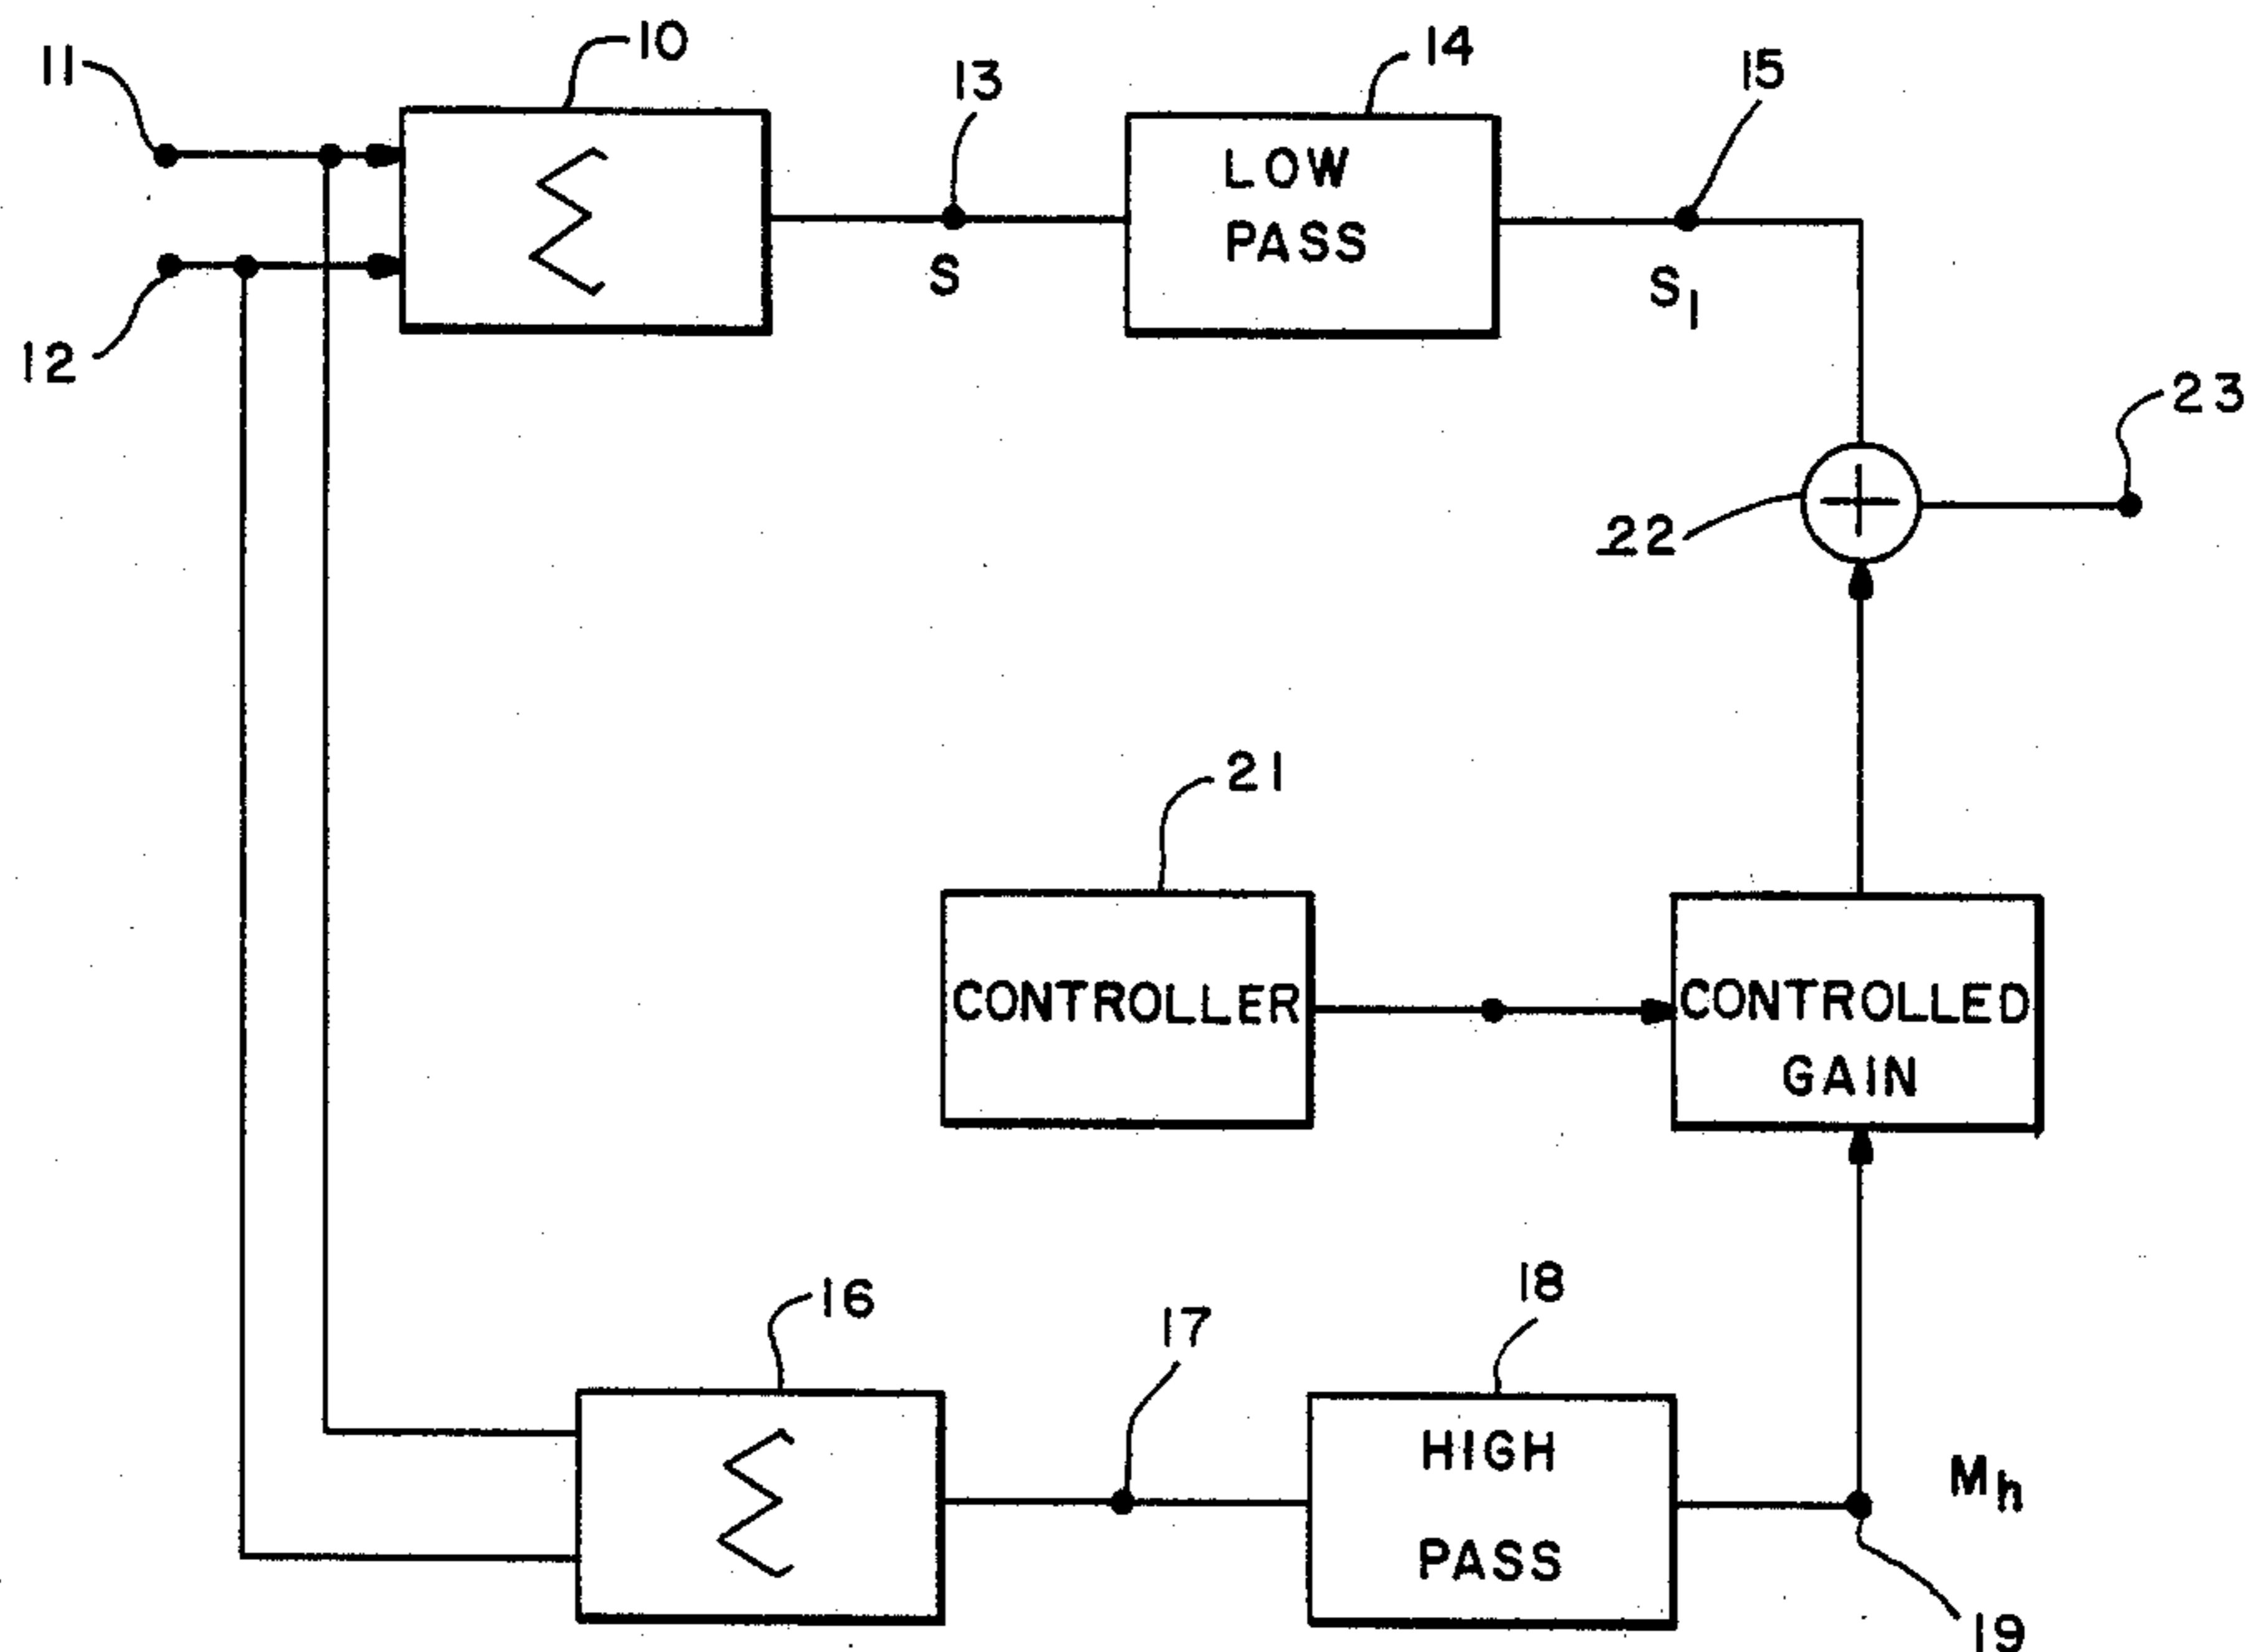 11
10
13
14
15
LOW
PASS
Σ
S
S1
12
23
22
21
CONTROLLER
CONTROLLED
GAIN
16
17
18
HIGH
PASS
Σ
Mh
19